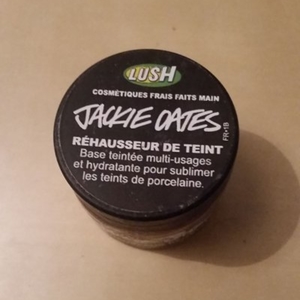 LUSH
COSMÉTIQUES FRAIS FAITS MAIN
JACKIE OATES
FR•1B
RÉHAUSSEUR DE TEINT
Base teintée multi-usages
et hydratante pour sublimer
les teints de porcelaine.